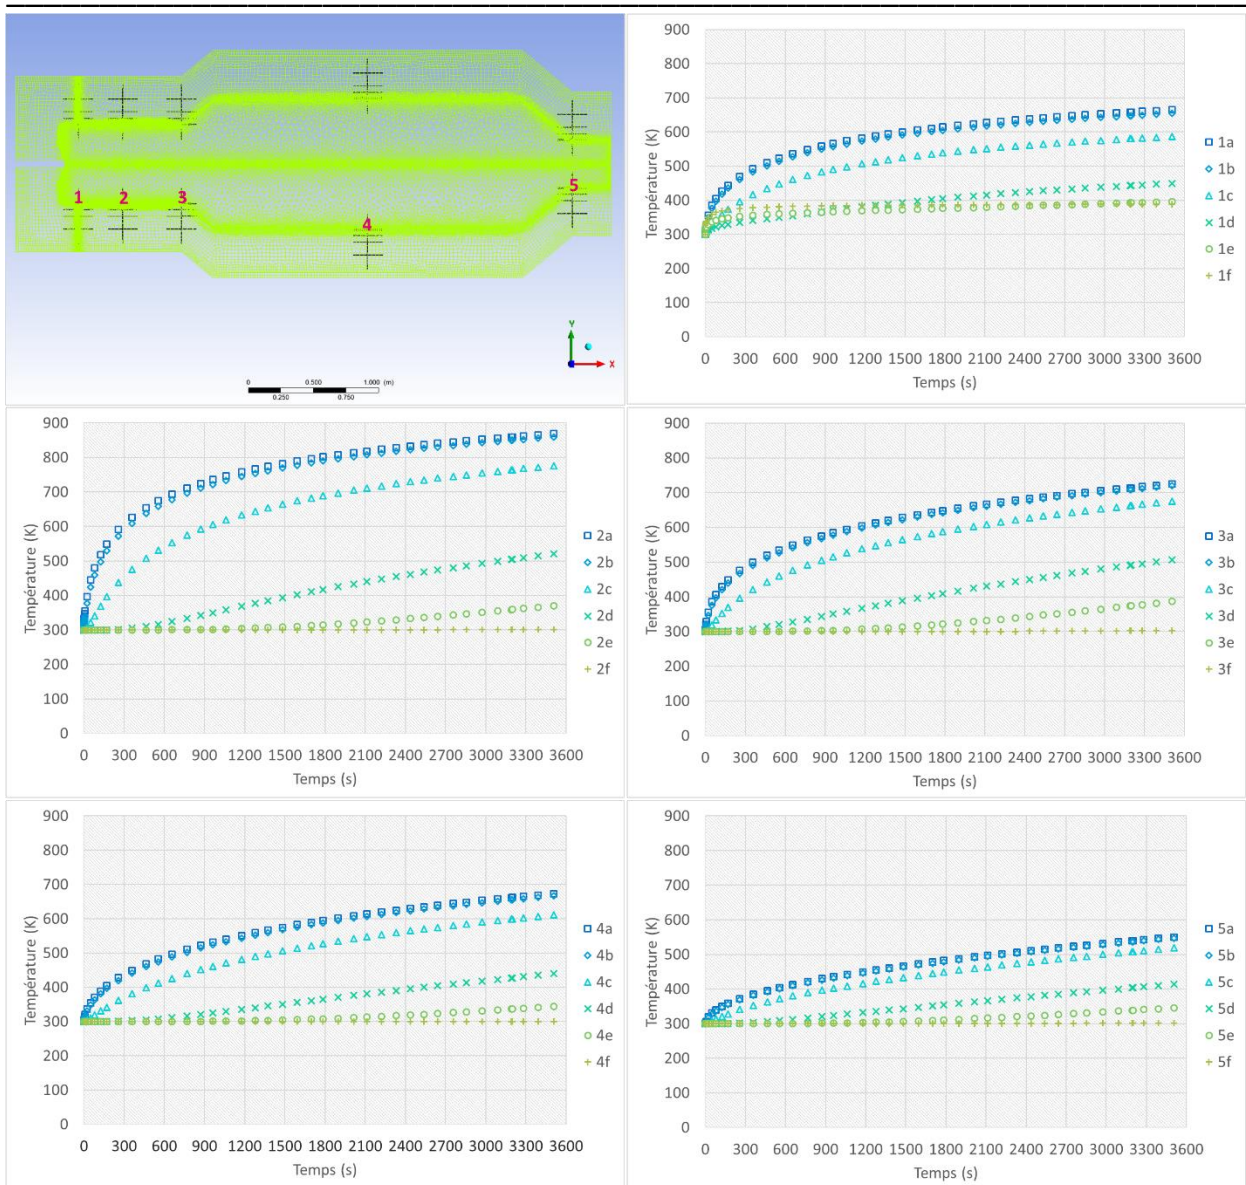 1
2
3
4
5
Y
X
0
0.500
1.000 (m)
0.250
0.750
900
800
700
600
500
400
300
200
100
0
Température (K)
0 300 600 900 1200 1500 1800 2100 2400 2700 3000 3300 3600
Temps (s)
1a
1b
1c
1d
1e
1f
900
800
700
600
500
400
300
200
100
0
Température (K)
0 300 600 900 1200 1500 1800 2100 2400 2700 3000 3300 3600
Temps (s)
2a
2b
2c
2d
2e
2f
900
800
700
600
500
400
300
200
100
0
Température (K)
0 300 600 900 1200 1500 1800 2100 2400 2700 3000 3300 3600
Temps (s)
3a
3b
3c
3d
3e
3f
900
800
700
600
500
400
300
200
100
0
Température (K)
0 300 600 900 1200 1500 1800 2100 2400 2700 3000 3300 3600
Temps (s)
4a
4b
4c
4d
4e
4f
900
800
700
600
500
400
300
200
100
0
Température (K)
0 300 600 900 1200 1500 1800 2100 2400 2700 3000 3300 3600
Temps (s)
5a
5b
5c
5d
5e
5f